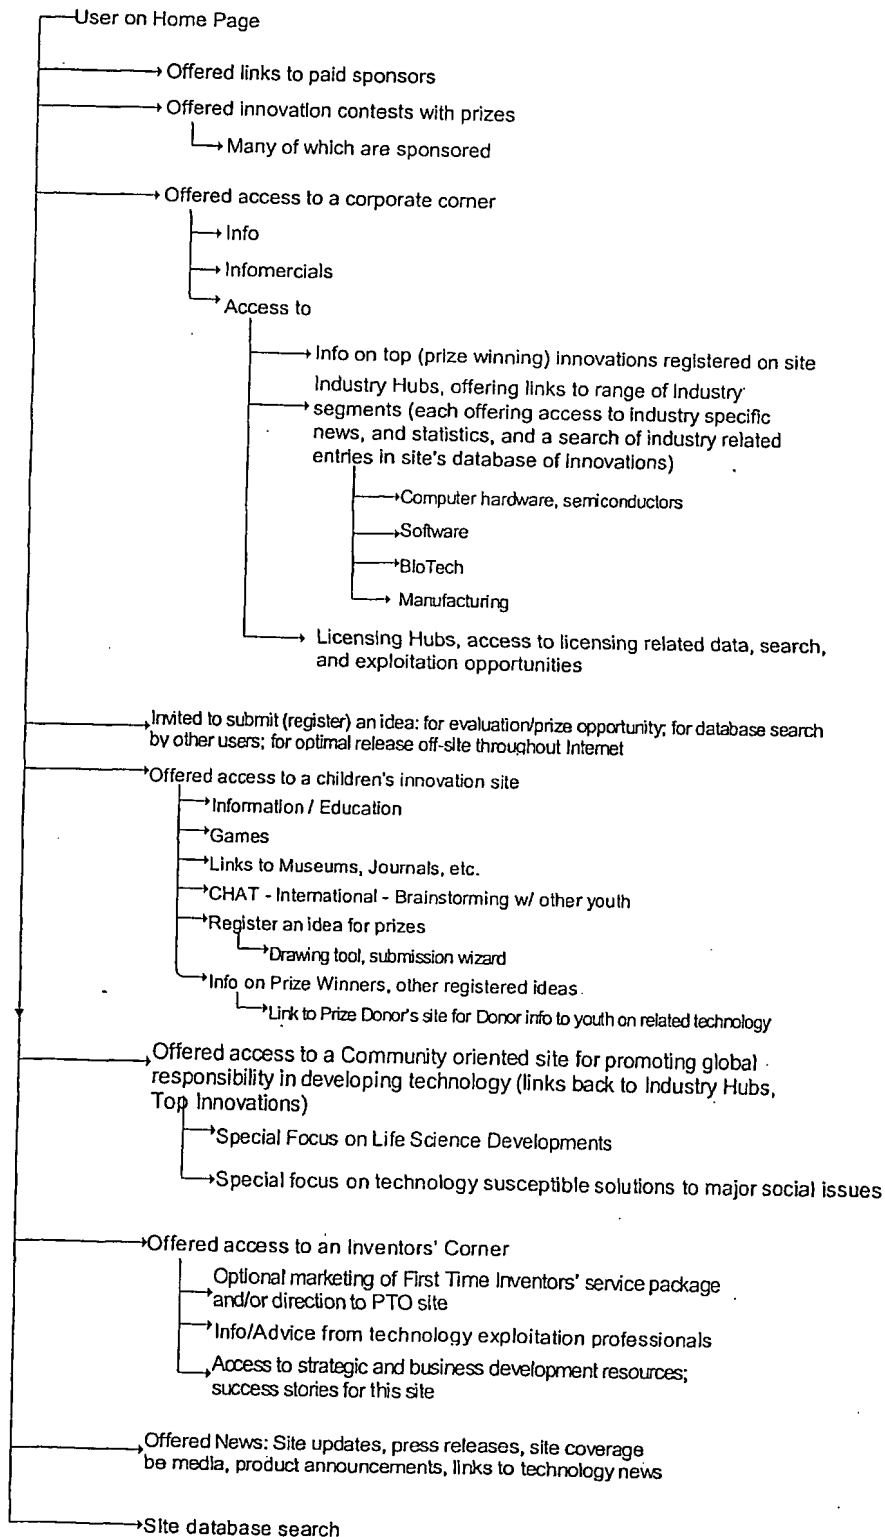 User on Home Page
Offered links to paid sponsors
Offered innovation contests with prizes
Many of which are sponsored
Offered access to a corporate corner
Info
Infomercials
Access to
Info on top (prize winning) innovations registered on site
Industry Hubs, offering links to range of Industry
segments (each offering access to industry specific
news, and statistics, and a search of industry related
entries in site's database of innovations)
Computer hardware, semiconductors
Software
BioTech
Manufacturing
Licensing Hubs, access to licensing related data, search,
and exploitation opportunities
Invited to submit (register) an idea: for evaluation/prize opportunity; for database search
by other users; for optimal release off-site throughout Internet
Offered access to a children's innovation site
Information / Education
Games
Links to Museums, Journals, etc.
CHAT - International - Brainstorming w/ other youth
Register an idea for prizes
Drawing tool, submission wizard
Info on Prize Winners, other registered ideas
Link to Prize Donor's site for Donor info to youth on related technology
Offered access to a Community oriented site for promoting global
responsibility in developing technology (links back to Industry Hubs,
Top Innovations)
Special Focus on Life Science Developments
Special focus on technology susceptible solutions to major social issues
Offered access to an Inventors' Corner
Optional marketing of First Time Inventors' service package
and/or direction to PTO site
Info/Advice from technology exploitation professionals
Access to strategic and business development resources;
success stories for this site
Offered News: Site updates, press releases, site coverage
be media, product announcements, links to technology news
Site database search